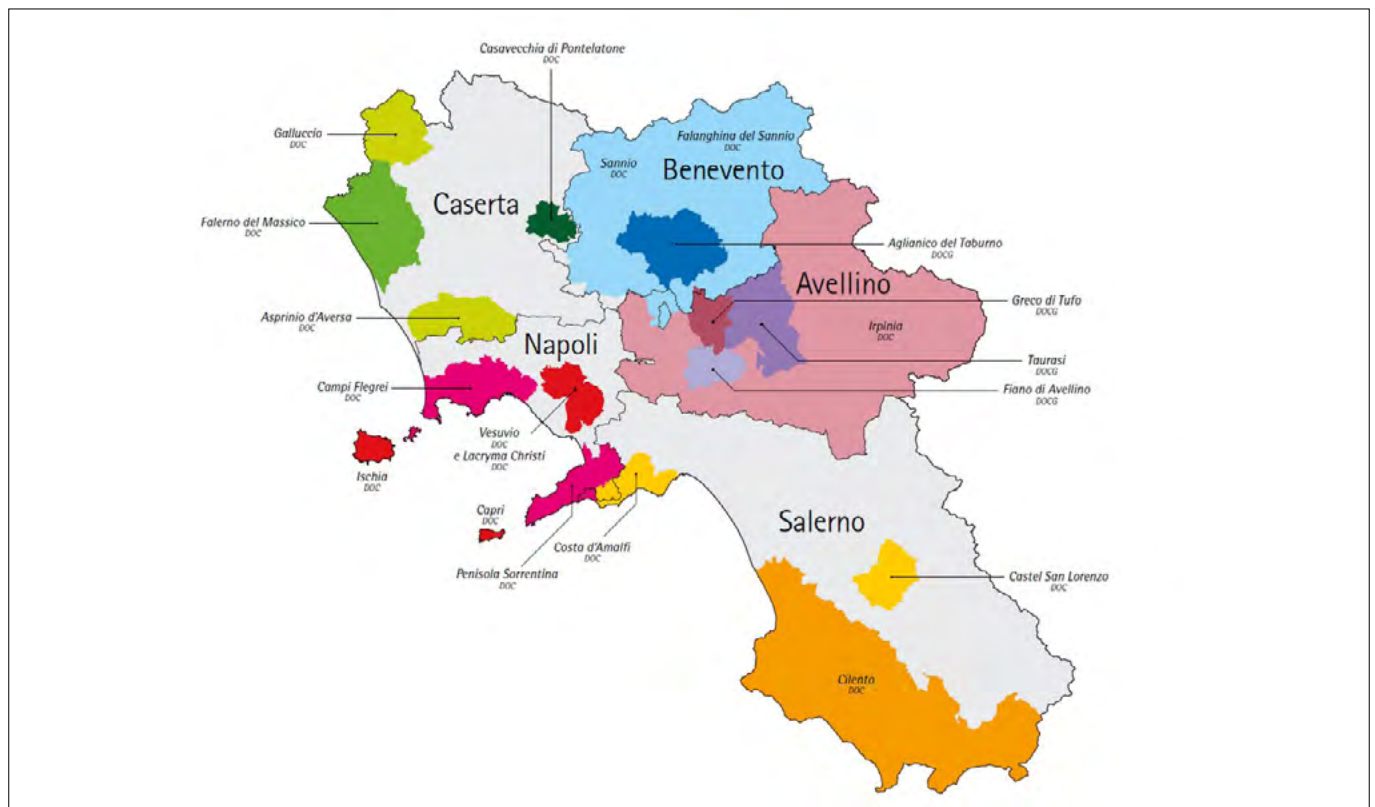 Casavecchia di Pontelatone
DOC
Galluccio
DOC
Falanghina del Sannio
DOC
Sannio
DOC
Benevento
Caserta
Falerno del Massico
DOC
Aglianico del Taburno
DOCG
Avellino
Greco di Tufo
DOCG
Asprinio d'Aversa
DOC
Irpinia
DOC
Napoli
Taurasi
DOCG
Campi Flegrei
DOC
Fiano di Avellino
DOCG
Vesuvio
DOC
e Lacryma Christi
DOC
Ischia
DOC
Capri
DOC
Salerno
Costa d'Amalfi
DOC
Penisola Sorrentina
DOC
Castel San Lorenzo
DOC
Cilento
DOC